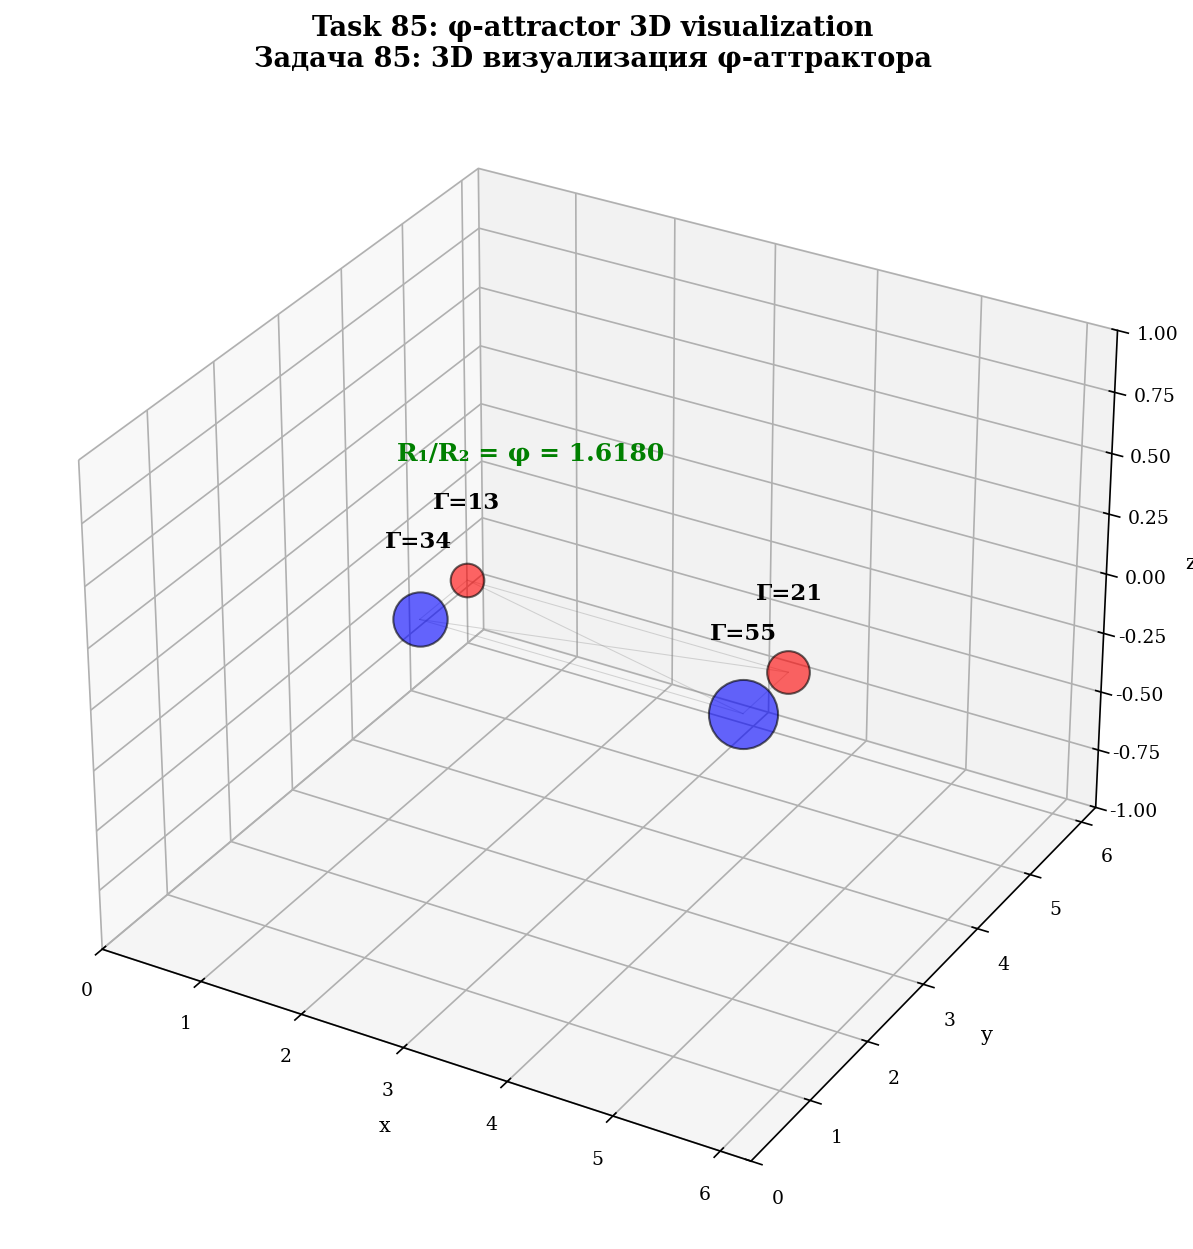 Task 85: φ-attractor 3D visualization
Задача 85: 3D визуализация φ-аттрактора
R₁/R₂ = φ = 1.6180
Γ=13
Γ=34
Γ=21
Γ=55
1.00
0.75
0.50
0.25
0.00
-0.25
-0.50
-0.75
-1.00
z
6
5
4
3
2
1
0
y
0
1
2
3
4
5
6
x